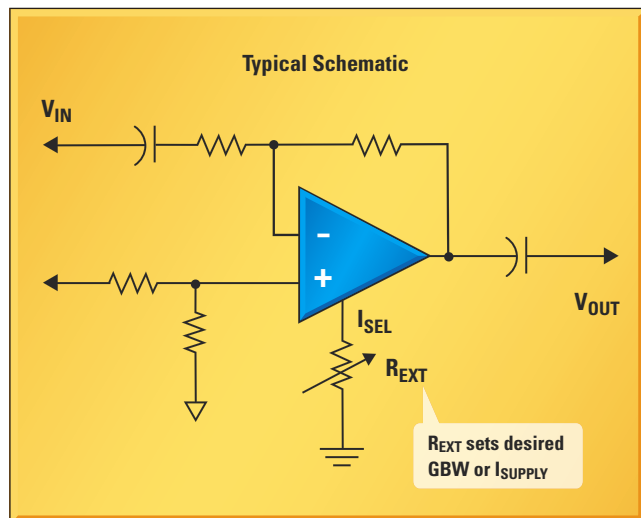 Typical Schematic
VIN
-
+
ISEL
REXT
VOUT
REXT sets desired
GBW or ISUPPLY